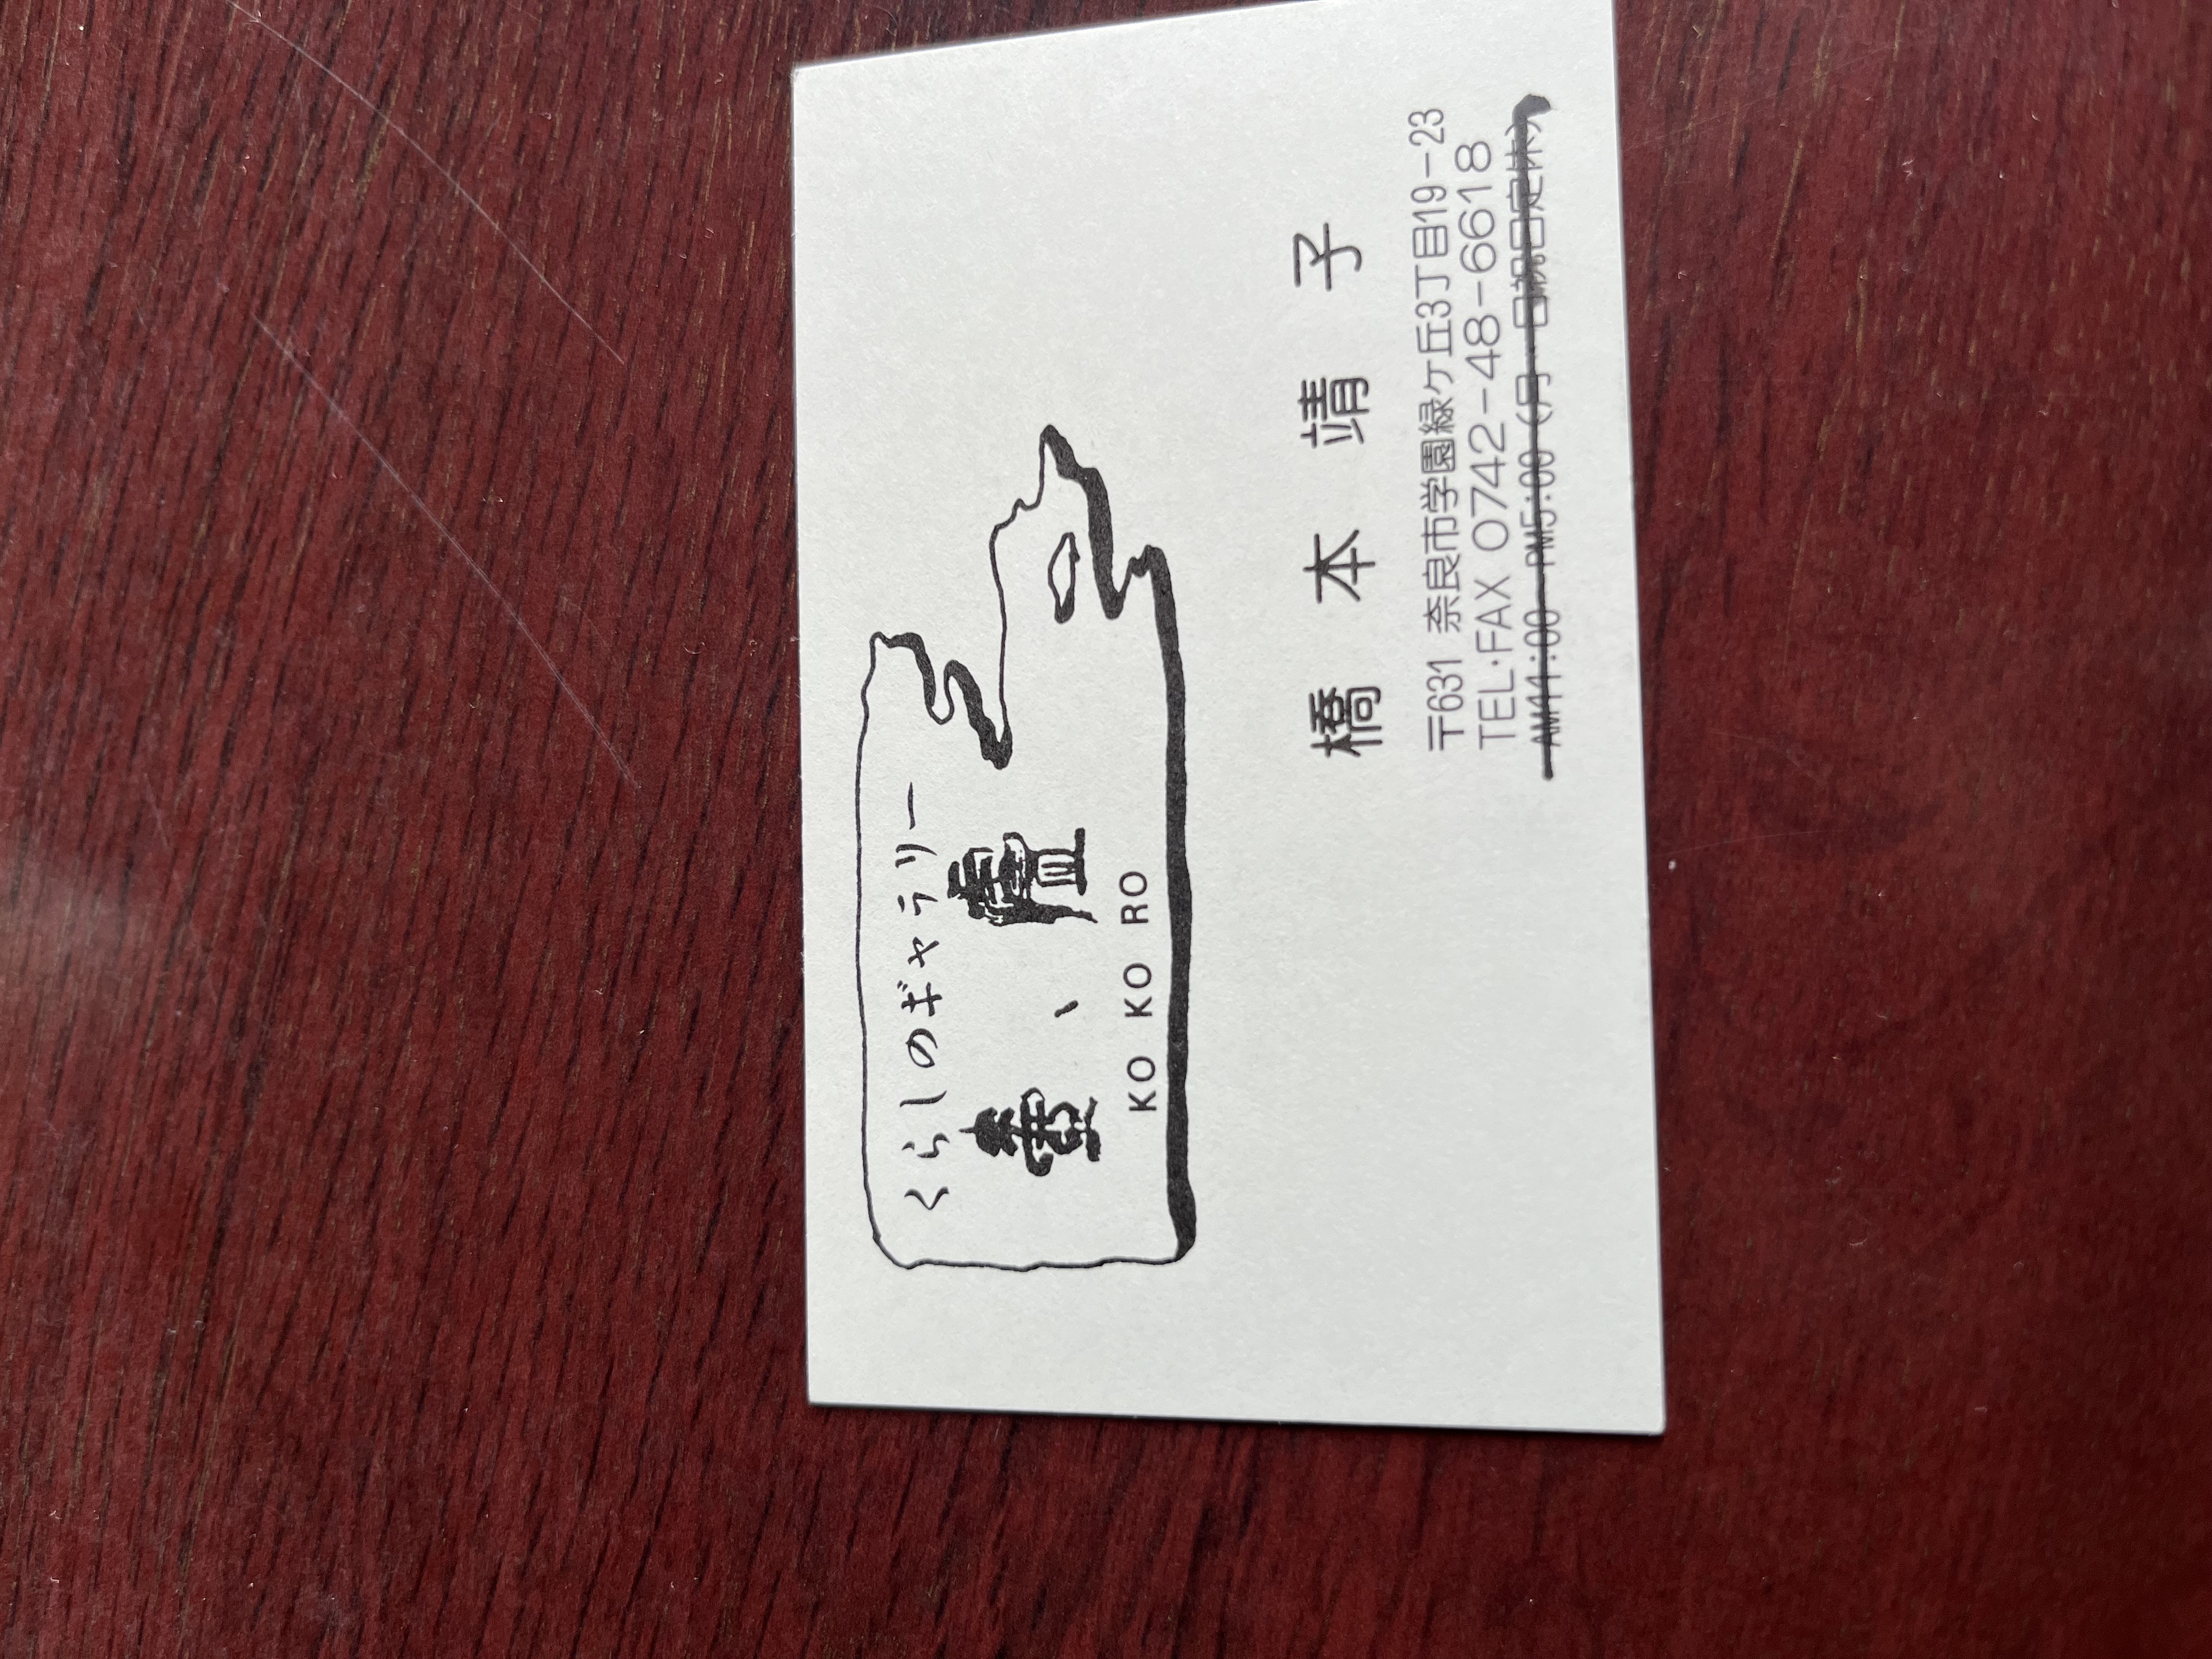 くらしのギャラリー
壷、廬
KO KO RO
橋本靖子
〒631 奈良市学園緑ケ丘3丁目19-23
TEL・FAX 0742-48-6618
AM11:00~PM5:00(月・日祝日定休)